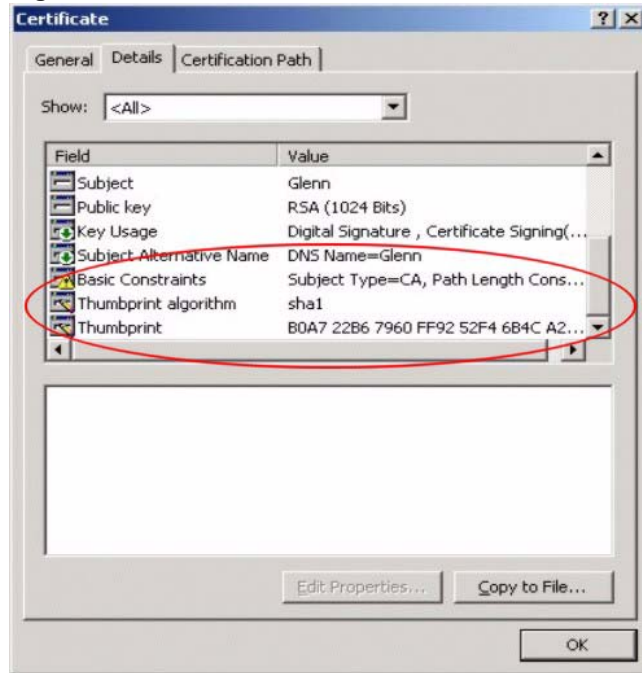 Certificate
General Details Certification Path
Show: <All>
Field Value
Subject Glenn
Public key RSA (1024 Bits)
Key Usage Digital Signature , Certificate Signing(...
Subject Alternative Name DNS Name=Glenn
Basic Constraints Subject Type=CA, Path Length Cons...
Thumbprint algorithm sha1
Thumbprint B0A7 22B6 7960 FF92 52F4 6B4C A2...
Edit Properties... Copy to File...
OK